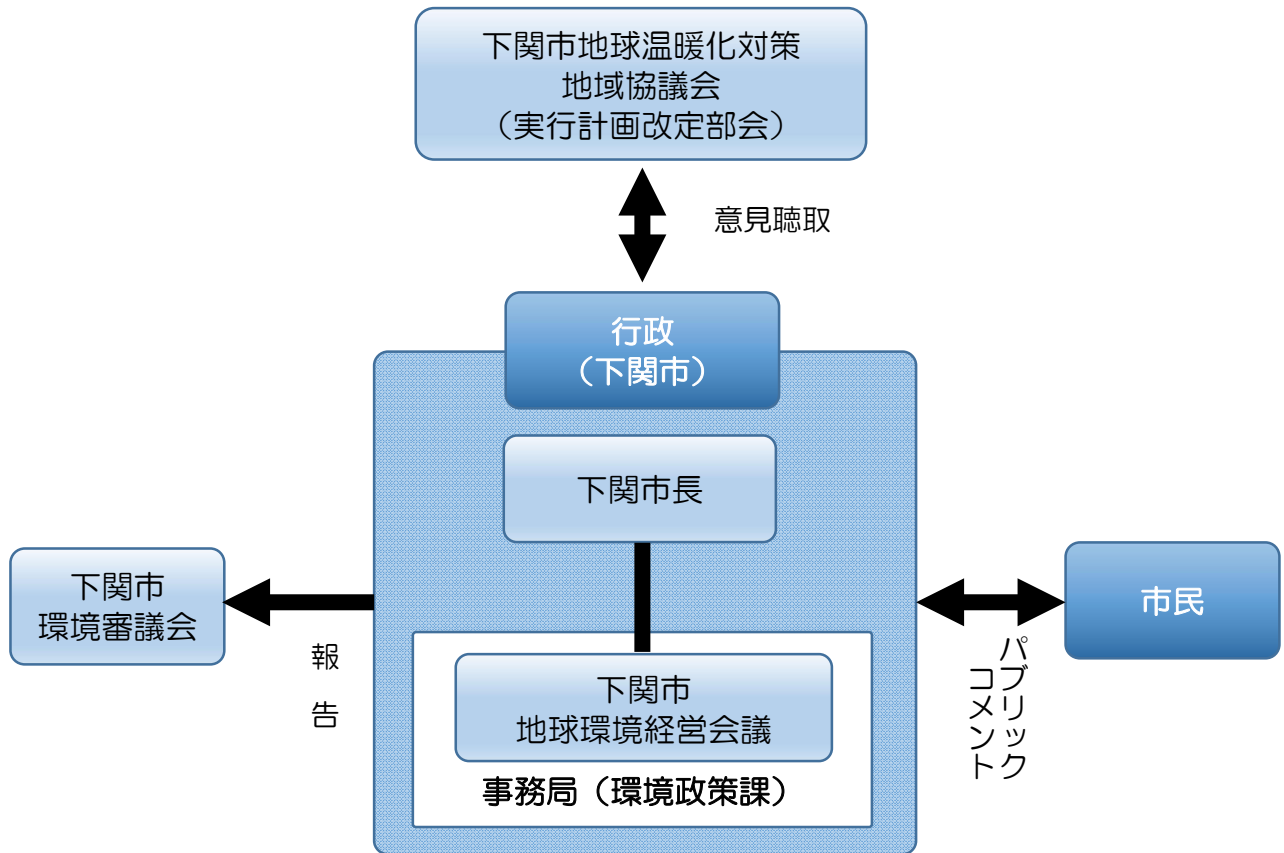 下関市地球温暖化対策
地域協議会
（実行計画改定部会）
意見聴取
行政
（下関市）
下関市長
下関市
環境審議会
報告
市民
パブリック
コメント
下関市
地球環境経営会議
事務局（環境政策課）